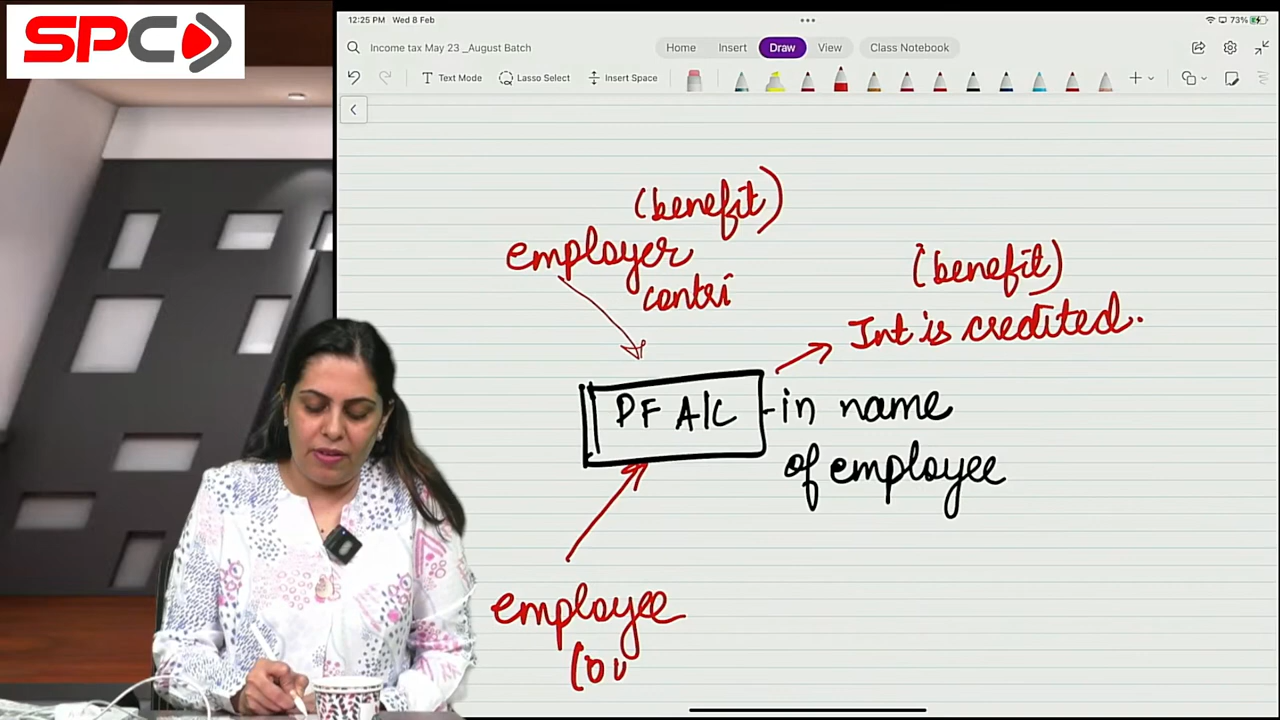 SPC
12:25 PM Wed 8 Feb
73%
Income tax May 23 _August Batch
Home Insert Draw View Class Notebook
Text Mode Lasso Select Insert Space
(benefit)
employer
contri
(benefit)
Int is credited.
PF A/C - in name
of employee
employee
(ow